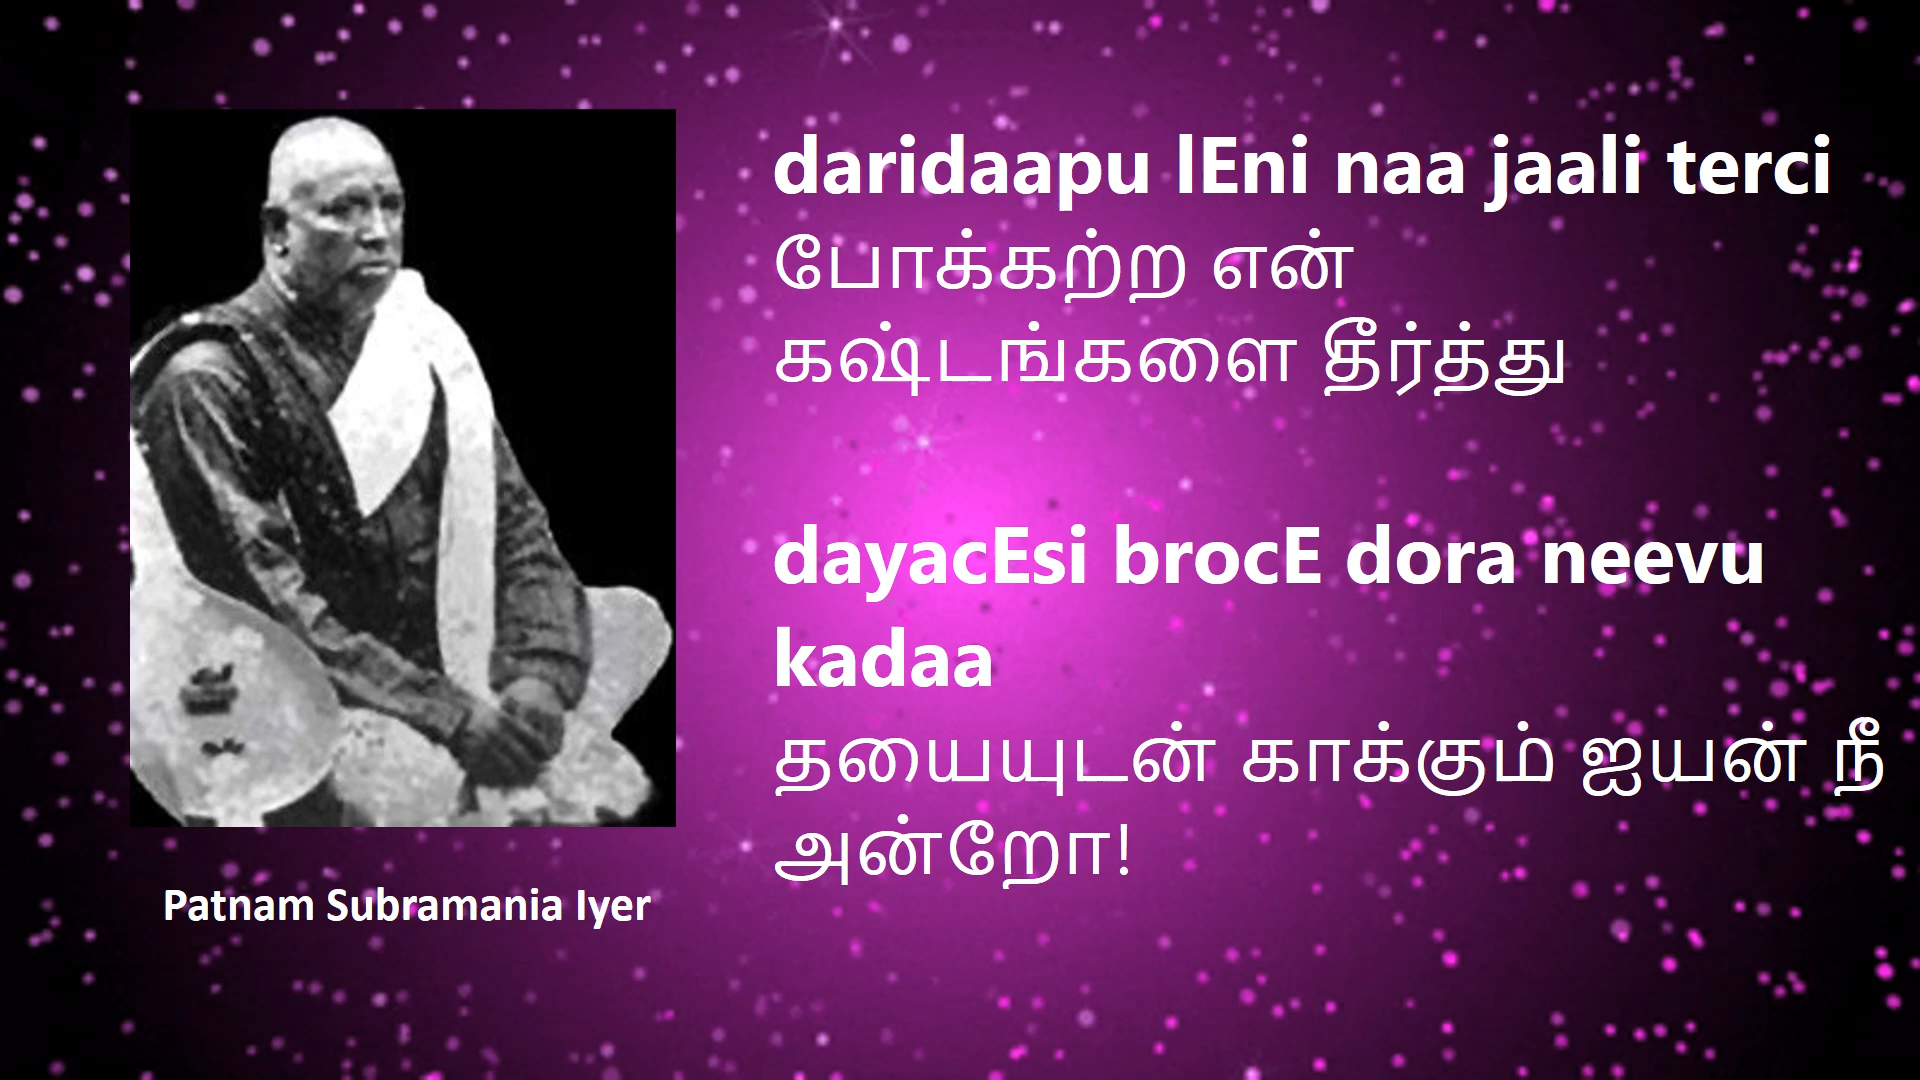 daridaapu lEni naa jaali terci
போக்கற்ற என்
கஷ்டங்களை தீர்த்து
dayacEsi brocE dora neevu
kadaa
தயையுடன் காக்கும் ஐயன் நீ
அன்றோ!
Patnam Subramania Iyer